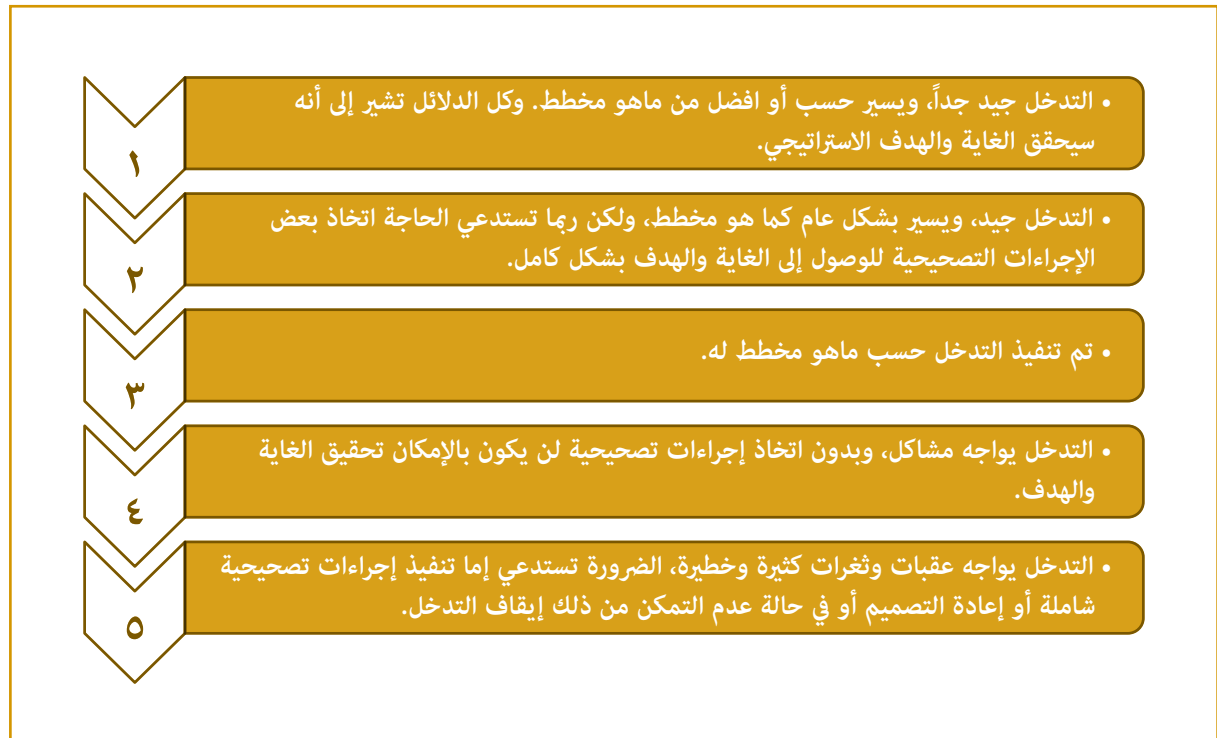 • التدخل جيد جداً، ويسير حسب أو افضل من ماهو مخطط. وكل الدلائل تشير إلى أنه
سيحقق الغاية والهدف الاستراتيجي.
١
• التدخل جيد، ويسير بشكل عام كما هو مخطط، ولكن ربما تستدعي الحاجة اتخاذ بعض
الإجراءات التصحيحية للوصول إلى الغاية والهدف بشكل كامل.
٢
• تم تنفيذ التدخل حسب ماهو مخطط له.
٣
• التدخل يواجه مشاكل، وبدون اتخاذ إجراءات تصحيحية لن يكون بالإمكان تحقيق الغاية
والهدف.
٤
• التدخل يواجه عقبات وثغرات كثيرة وخطيرة، الضرورة تستدعي إما تنفيذ إجراءات تصحيحية
شاملة أو إعادة التصميم أو في حالة عدم التمكن من ذلك إيقاف التدخل.
٥